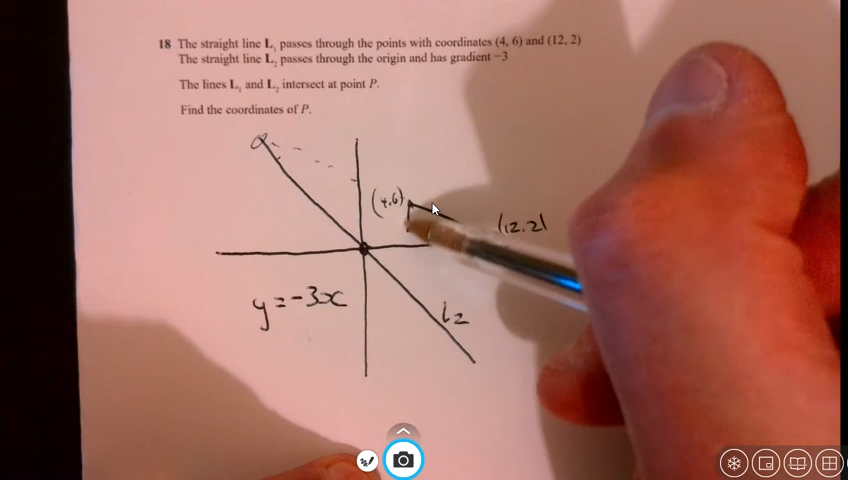 18 The straight line L₁ passes through the points with coordinates (4, 6) and (12, 2)
The straight line L₂ passes through the origin and has gradient −3
The lines L₁ and L₂ intersect at point P.
Find the coordinates of P.
(4,6)
(12,2)
y=-3x
L2